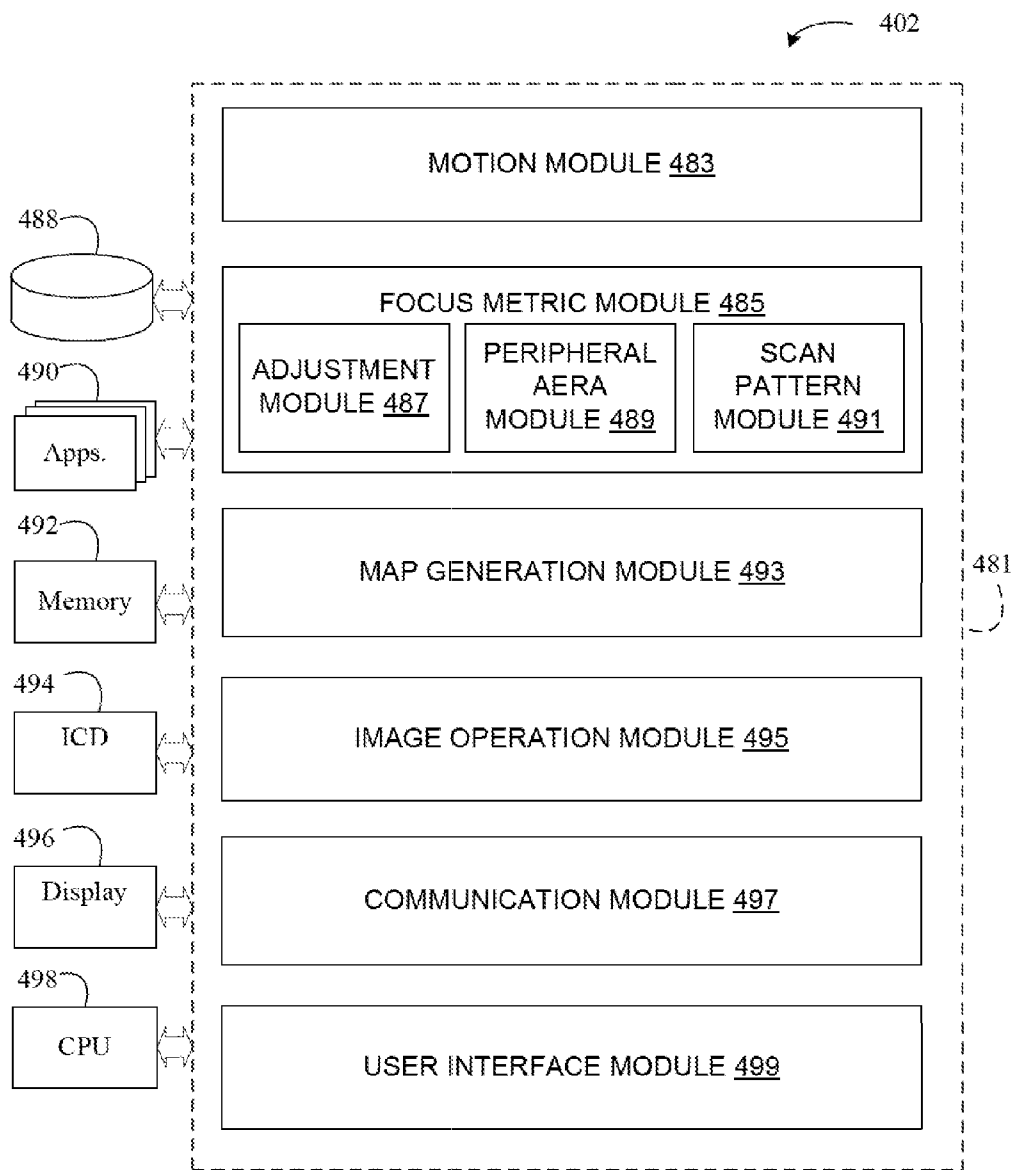 402
MOTION MODULE 483
488
FOCUS METRIC MODULE 485
ADJUSTMENT
MODULE 487
PERIPHERAL
AERA
MODULE 489
SCAN
PATTERN
MODULE 491
490
Apps.
492
Memory
MAP GENERATION MODULE 493
481
494
ICD
IMAGE OPERATION MODULE 495
496
Display
COMMUNICATION MODULE 497
498
CPU
USER INTERFACE MODULE 499